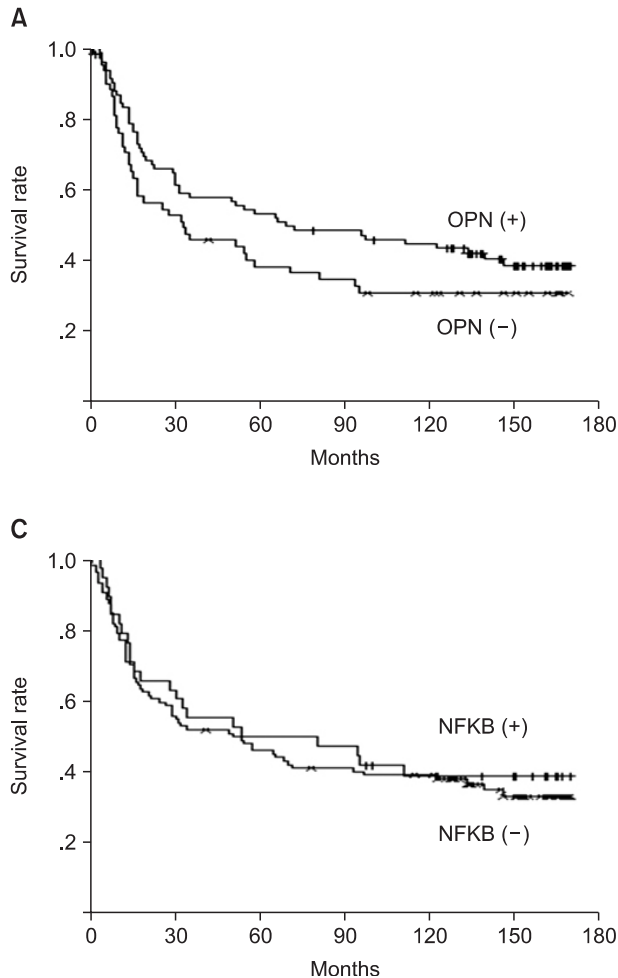 A
1.0
.8
.6
.4
.2
Survival rate
OPN (+)
OPN (−)
0 30 60 90 120 150 180
Months
C
1.0
.8
.6
.4
.2
Survival rate
NFKB (+)
NFKB (−)
0 30 60 90 120 150 180
Months